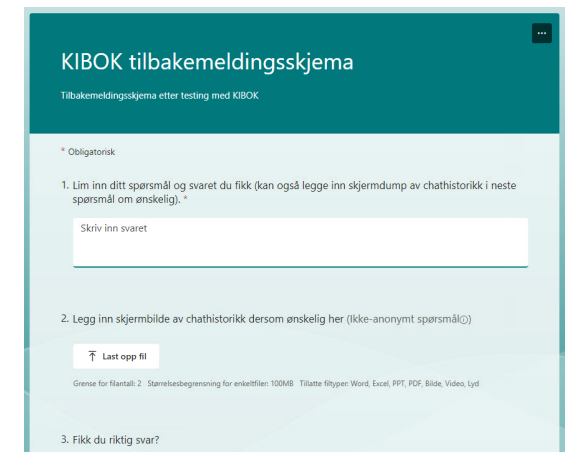 KIBOK tilbakemeldingsskjema
Tilbakemeldingsskjema etter testing med KIBOK
* Obligatorisk
1. Lim inn ditt spørsmål og svaret du fikk (kan også legge inn skjermdump av chathistorikk i neste
spørsmål om ønskelig). *
Skriv inn svaret
2. Legg inn skjermbilde av chathistorikk dersom ønskelig her (Ikke-anonymt spørsmål)
Last opp fil
Grense for filantall: 2 Størrelsesbegrensning for enkeltfiler: 100MB Tillatte filtyper: Word, Excel, PPT, PDF, Bilde, Video, Lyd
3. Fikk du riktig svar?